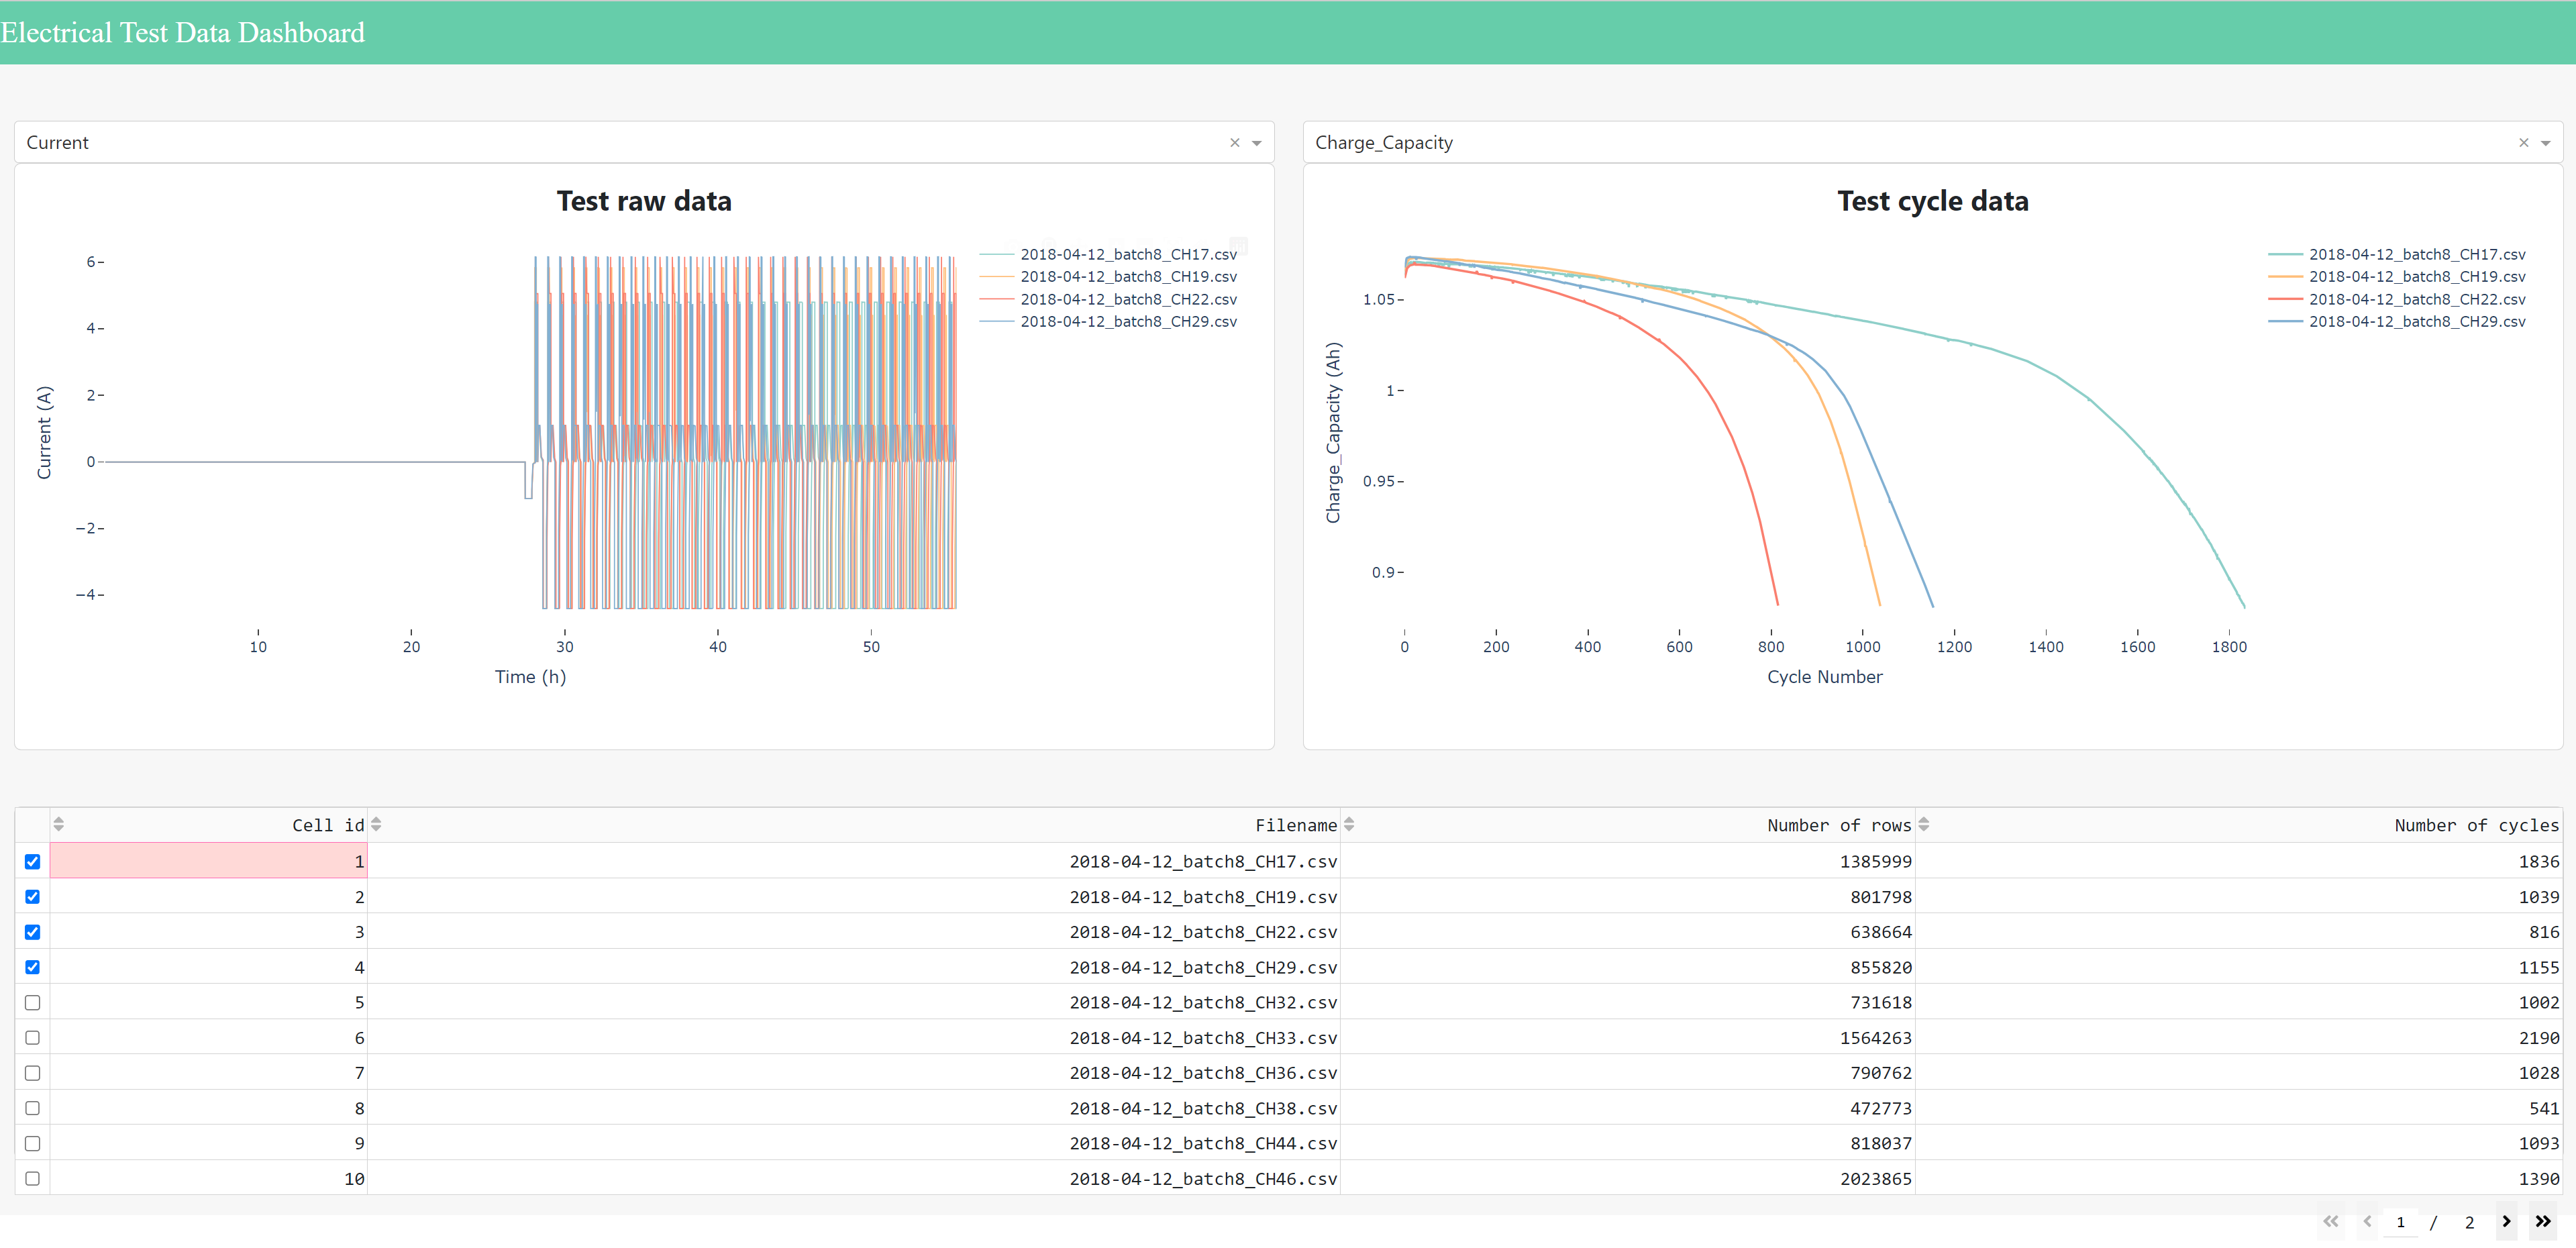 Electrical Test Data Dashboard
Current
Test raw data
2018-04-12_batch8_CH17.csv
2018-04-12_batch8_CH19.csv
2018-04-12_batch8_CH22.csv
2018-04-12_batch8_CH29.csv
6
4
2
0
−2
−4
Current (A)
10 20 30 40 50
Time (h)
Charge_Capacity
Test cycle data
2018-04-12_batch8_CH17.csv
2018-04-12_batch8_CH19.csv
2018-04-12_batch8_CH22.csv
2018-04-12_batch8_CH29.csv
1.05
1
0.95
0.9
Charge_Capacity (Ah)
0 200 400 600 800 1000 1200 1400 1600 1800
Cycle Number
Cell id Filename Number of rows Number of cycles
1 2018-04-12_batch8_CH17.csv 1385999 1836
2 2018-04-12_batch8_CH19.csv 801798 1039
3 2018-04-12_batch8_CH22.csv 638664 816
4 2018-04-12_batch8_CH29.csv 855820 1155
5 2018-04-12_batch8_CH32.csv 731618 1002
6 2018-04-12_batch8_CH33.csv 1564263 2190
7 2018-04-12_batch8_CH36.csv 790762 1028
8 2018-04-12_batch8_CH38.csv 472773 541
9 2018-04-12_batch8_CH44.csv 818037 1093
10 2018-04-12_batch8_CH46.csv 2023865 1390
1 / 2